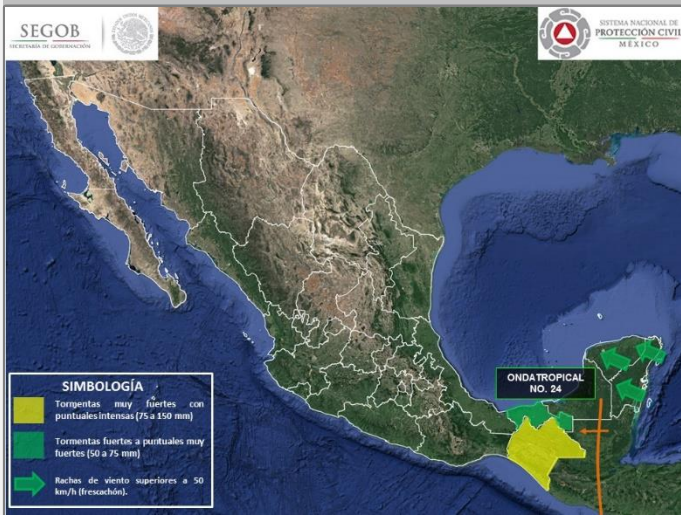 SEGOB
SECRETARÍA DE GOBERNACIÓN
SISTEMA NACIONAL DE
PROTECCIÓN CIVIL
MÉXICO
ONDATROPICAL
NO. 24
SIMBOLOGÍA
Tormentas muy fuertes con
puntuales intensas (75 a 150 mm)
Tormentas fuertes a puntuales muy
fuertes (50 a 75 mm)
Rachas de viento superiores a 50
km/h (frescachón).